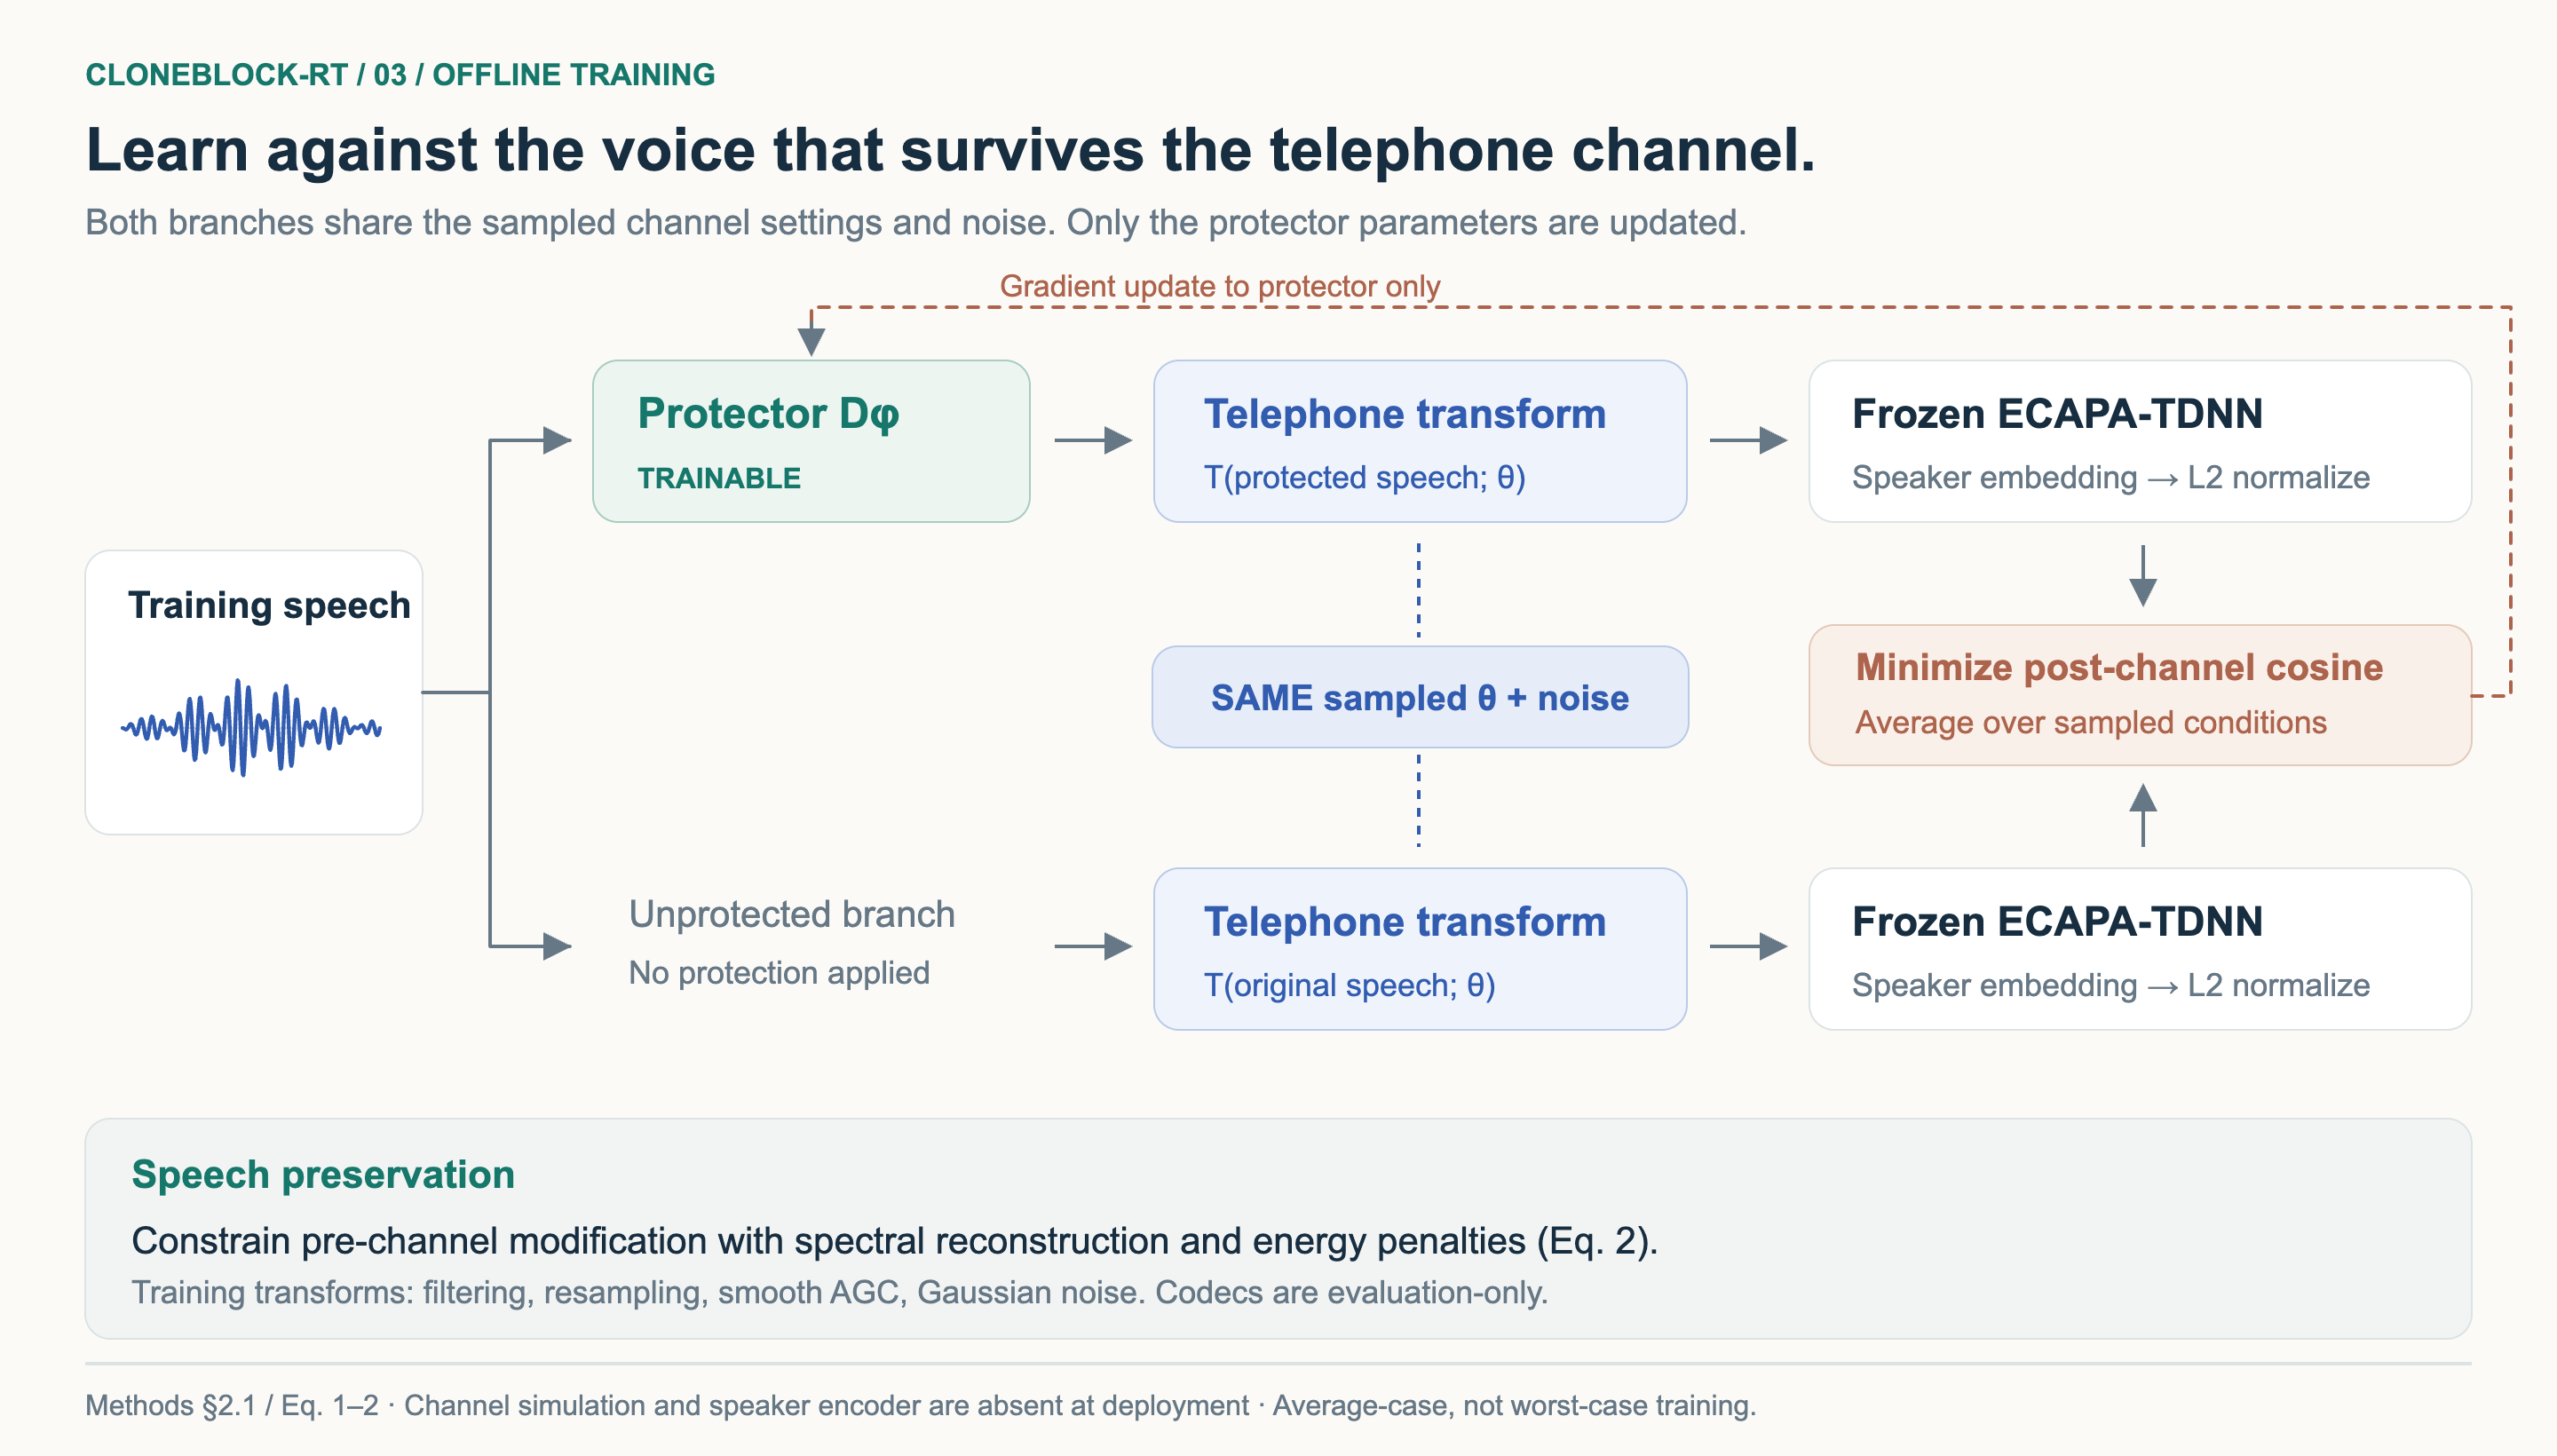 CLONEBLOCK-RT / 03 / OFFLINE TRAINING
Learn against the voice that survives the telephone channel.
Both branches share the sampled channel settings and noise. Only the protector parameters are updated.
Gradient update to protector only
Training speech
Protector Dφ
TRAINABLE
Telephone transform
T(protected speech; θ)
Frozen ECAPA-TDNN
Speaker embedding → L2 normalize
SAME sampled θ + noise
Minimize post-channel cosine
Average over sampled conditions
Unprotected branch
No protection applied
Telephone transform
T(original speech; θ)
Frozen ECAPA-TDNN
Speaker embedding → L2 normalize
Speech preservation
Constrain pre-channel modification with spectral reconstruction and energy penalties (Eq. 2).
Training transforms: filtering, resampling, smooth AGC, Gaussian noise. Codecs are evaluation-only.
Methods §2.1 / Eq. 1–2 · Channel simulation and speaker encoder are absent at deployment · Average-case, not worst-case training.